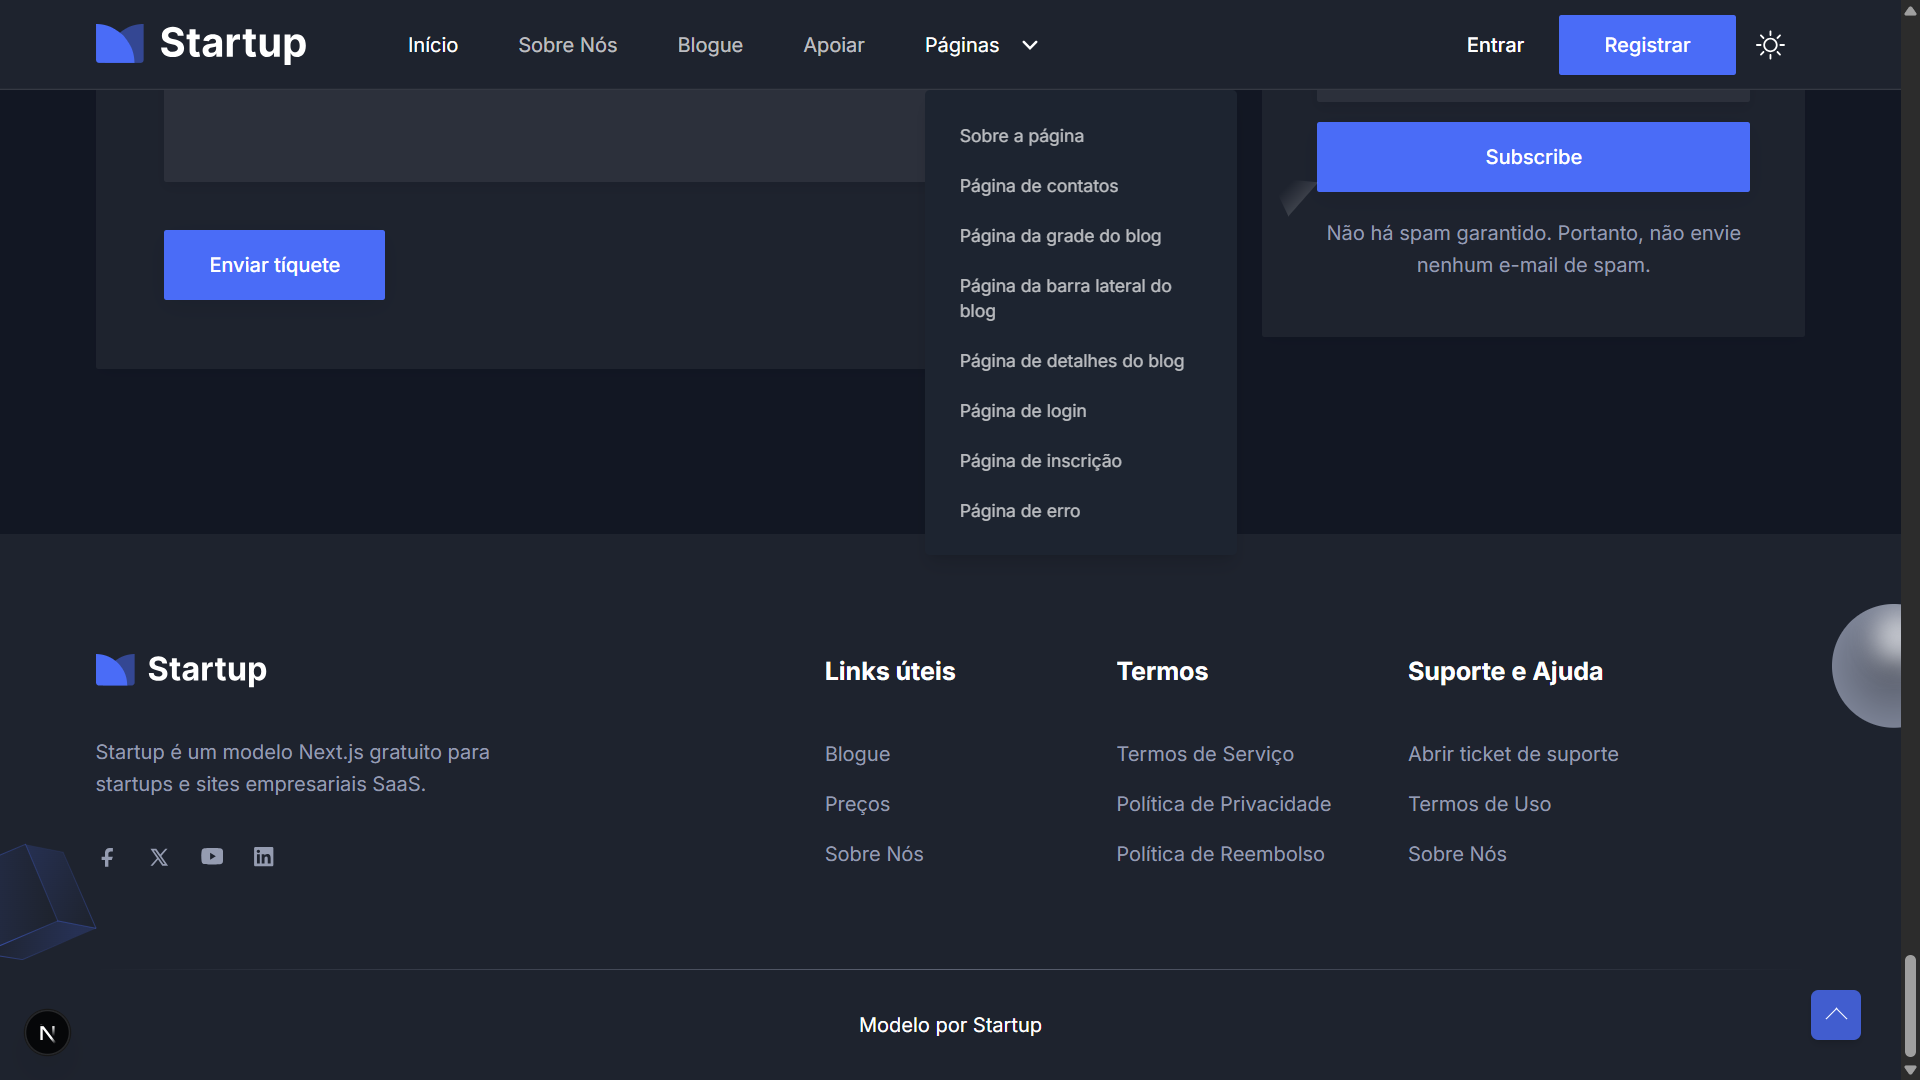 Startup
Início
Sobre Nós
Blogue
Apoiar
Páginas
Entrar
Registrar
Sobre a página
Página de contatos
Página da grade do blog
Página da barra lateral do
blog
Página de detalhes do blog
Página de login
Página de inscrição
Página de erro
Enviar tíquete
Subscribe
Não há spam garantido. Portanto, não envie
nenhum e-mail de spam.
Startup
Startup é um modelo Next.js gratuito para
startups e sites empresariais SaaS.
Links úteis
Blogue
Preços
Sobre Nós
Termos
Termos de Serviço
Política de Privacidade
Política de Reembolso
Suporte e Ajuda
Abrir ticket de suporte
Termos de Uso
Sobre Nós
Modelo por Startup
N